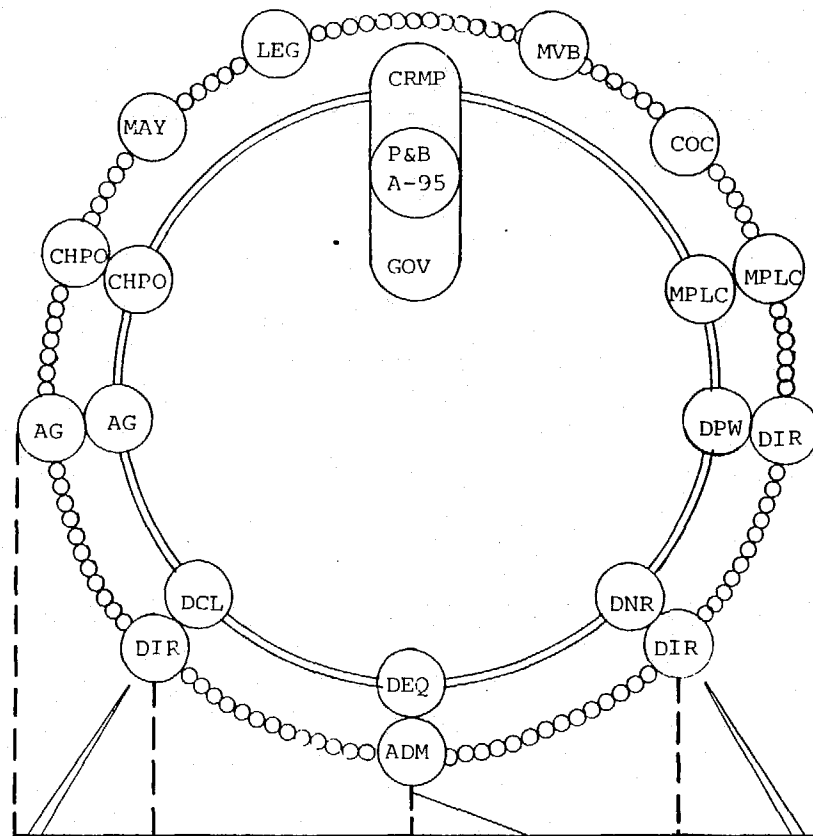 LEG
MVB
CRMP
MAY
COC
P&B
A-95
CHPO
CHPO
GOV
MPLC
MPLC
AG
AG
DPW
DIR
DCL
DNR
DIR
DIR
DEQ
ADM